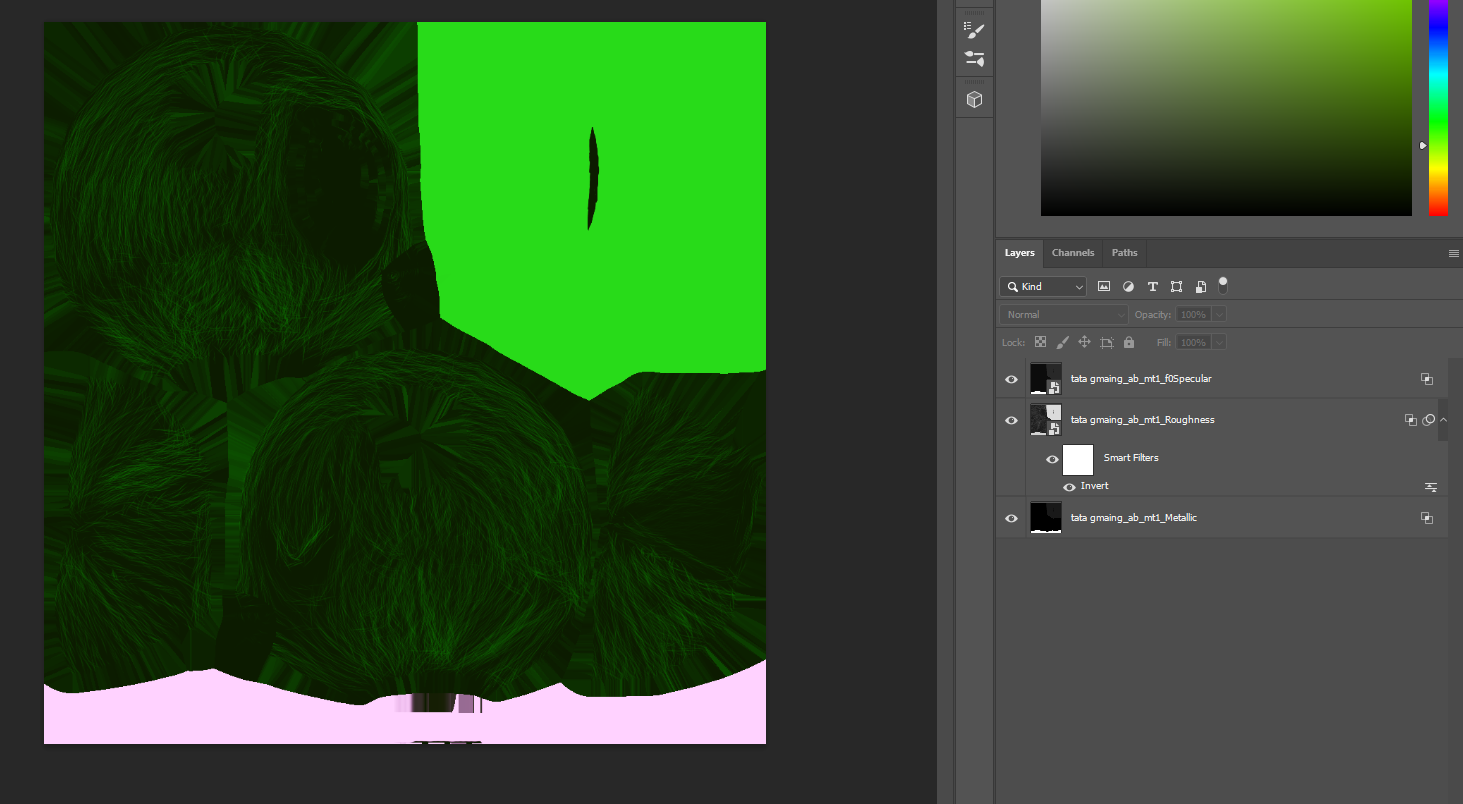 Layers Channels Paths
Kind
Normal Opacity: 100%
Lock: Fill: 100%
tata gmaing_ab_mt1_f0Specular
tata gmaing_ab_mt1_Roughness
Smart Filters
Invert
tata gmaing_ab_mt1_Metallic